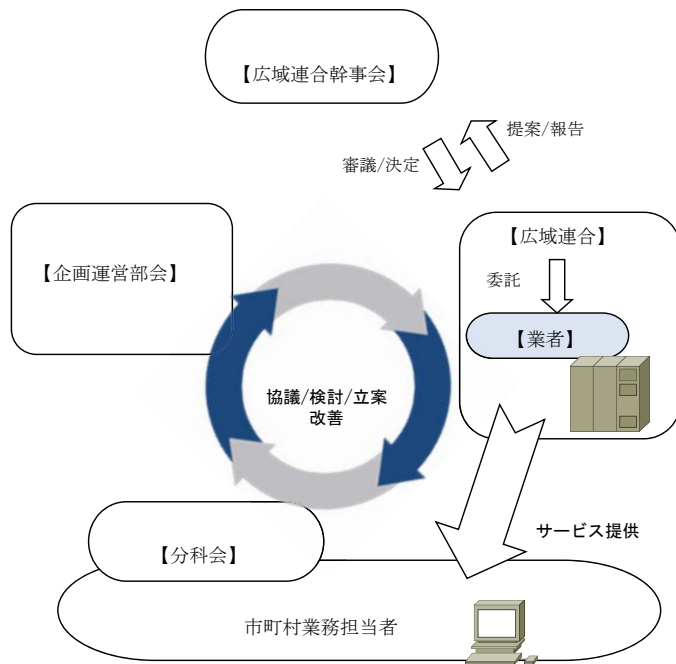 【広域連合幹事会】
提案/報告
審議/決定
【広域連合】
【企画運営部会】
委託
【業者】
協議/検討/立案
改善
サービス提供
【分科会】
市町村業務担当者